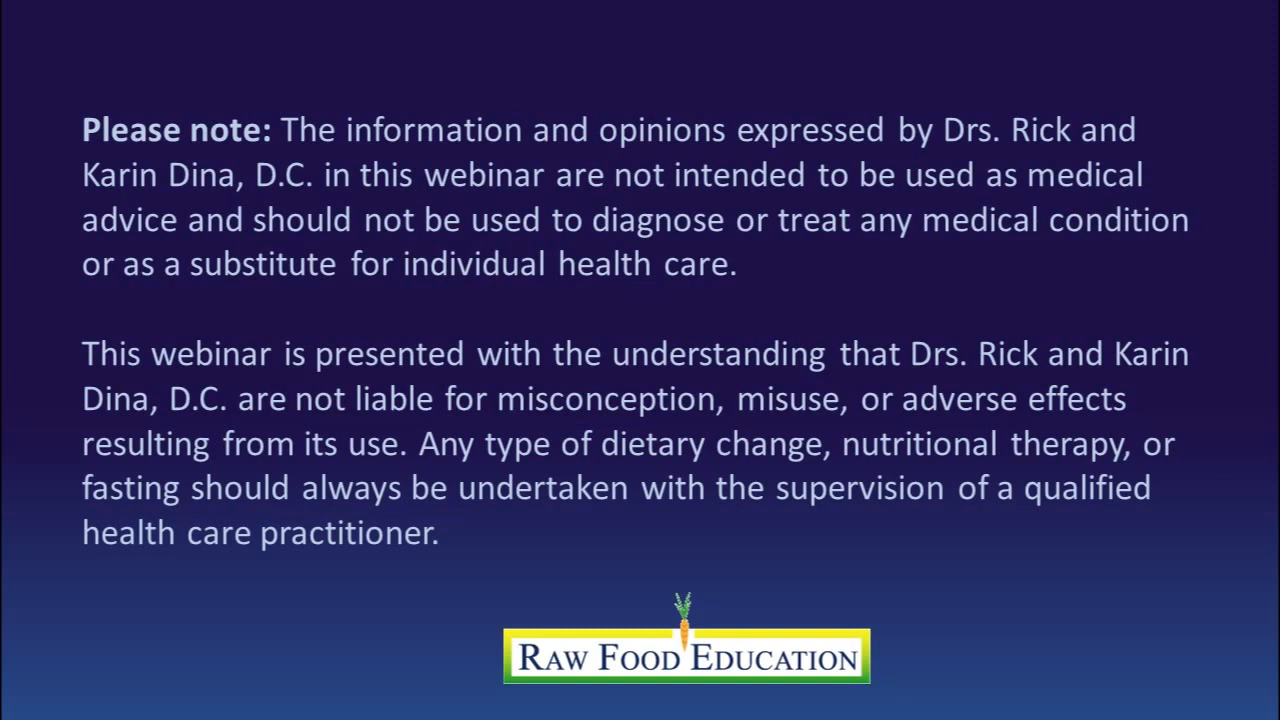 Please note: The information and opinions expressed by Drs. Rick and
Karin Dina, D.C. in this webinar are not intended to be used as medical
advice and should not be used to diagnose or treat any medical condition
or as a substitute for individual health care.
This webinar is presented with the understanding that Drs. Rick and Karin
Dina, D.C. are not liable for misconception, misuse, or adverse effects
resulting from its use. Any type of dietary change, nutritional therapy, or
fasting should always be undertaken with the supervision of a qualified
health care practitioner.
RAW FOOD EDUCATION